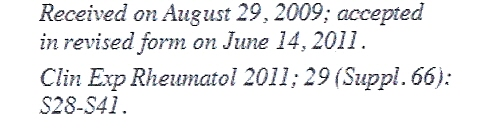 Received on August 29, 2009; accepted
in revised form on June 14, 2011.
Clin Exp Rheumatol 2011; 29 (Suppl. 66):
S28-S41.